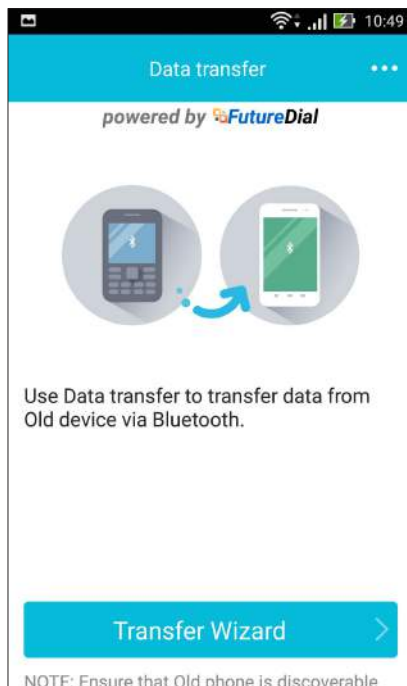 10:49
Data transfer
powered by FutureDial
Use Data transfer to transfer data from
Old device via Bluetooth.
Transfer Wizard
NOTE: Ensure that Old phone is discoverable